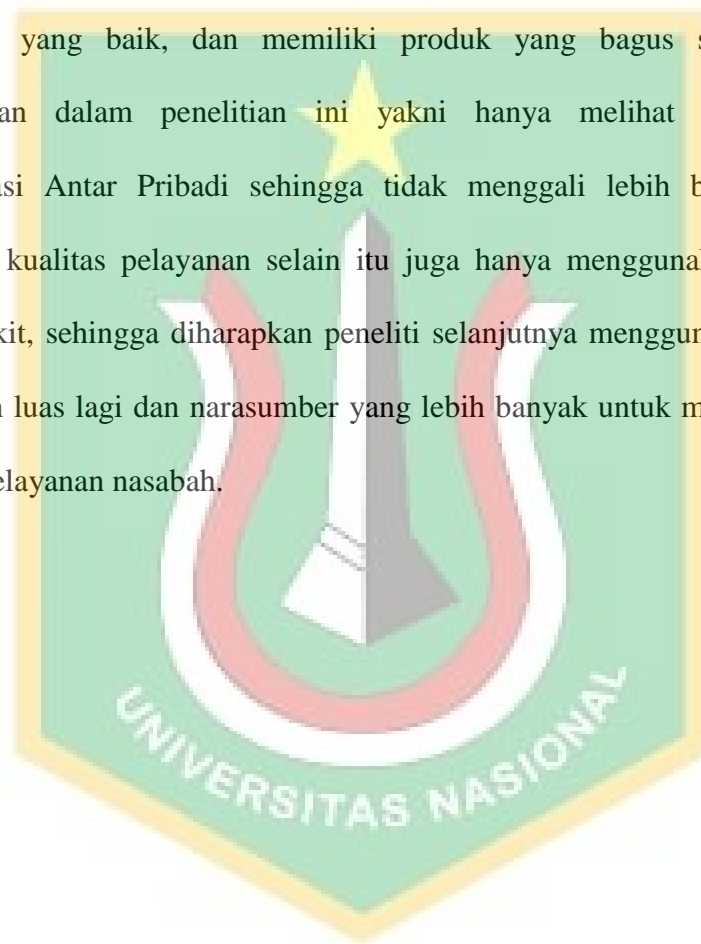 yang baik, dan memiliki produk yang bagus
dalam penelitian ini yakni hanya melihat
Antar Pribadi sehingga tidak menggali lebih
kualitas pelayanan selain itu juga hanya
sehingga diharapkan peneliti selanjutnya
luas lagi dan narasumber yang lebih banyak untuk
pelayanan nasabah.
UNIVERSITAS NASIONAL